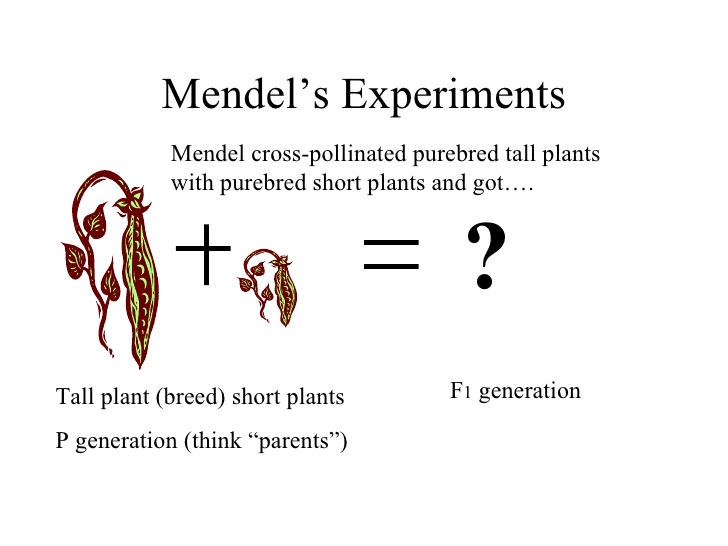 Mendel’s Experiments
Mendel cross-pollinated purebred tall plants
with purebred short plants and got….
+ = ?
Tall plant (breed) short plants
F1 generation
P generation (think “parents”)